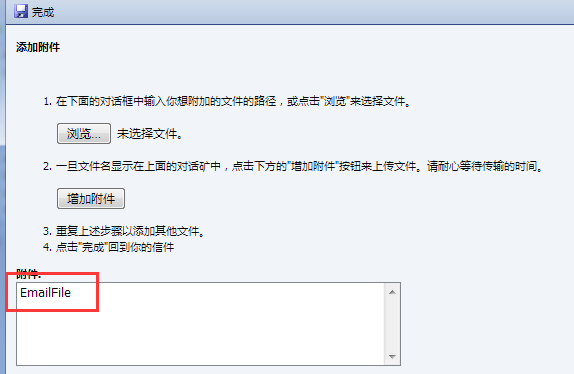 完成
添加附件
1. 在下面的对话框中输入你想附加的文件的路径，或点击"浏览"来选择文件。
浏览... 未选择文件。
2. 一旦文件名显示在上面的对话矿中，点击下方的"增加附件"按钮来上传文件。请耐心等待传输的时间。
增加附件
3. 重复上述步骤以添加其他文件。
4. 点击"完成"回到你的信件
附件:
EmailFile